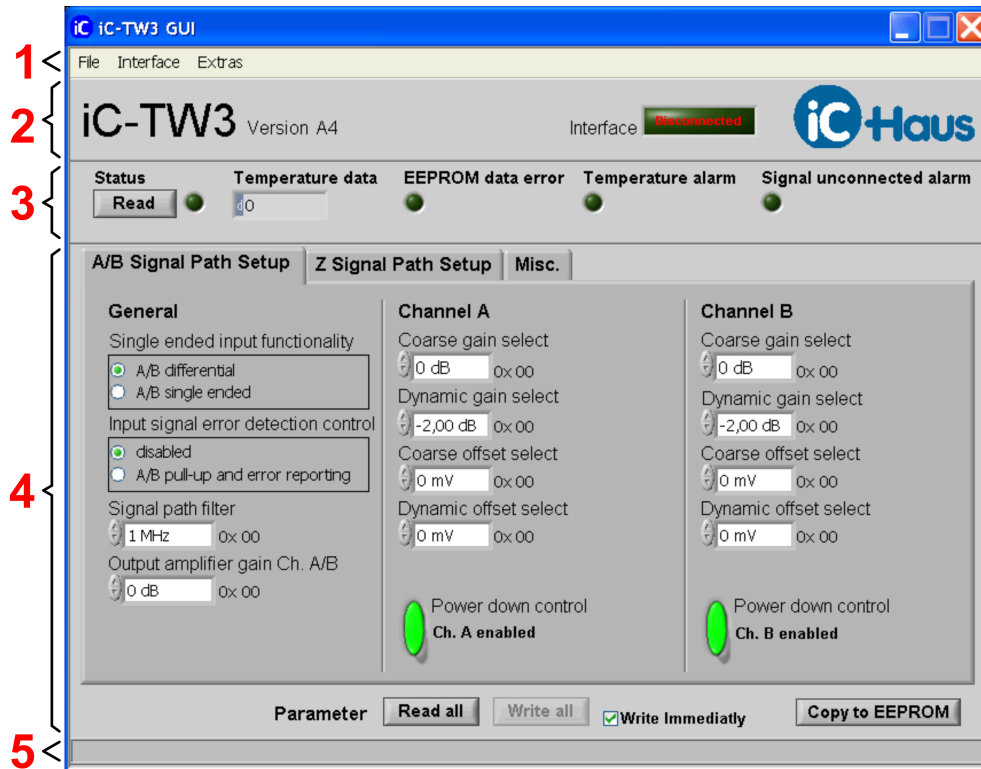 iC iC-TW3 GUI
1 File Interface Extras
2 iC-TW3 Version A4 Interface Disconnected iC Haus
Status Temperature data EEPROM data error Temperature alarm Signal unconnected alarm
3 Read d0
A/B Signal Path Setup Z Signal Path Setup Misc.
General Channel A Channel B
Single ended input functionality Coarse gain select Coarse gain select
A/B differential 0 dB 0x 00 0 dB 0x 00
A/B single ended Dynamic gain select Dynamic gain select
Input signal error detection control -2,00 dB 0x 00 -2,00 dB 0x 00
disabled Coarse offset select Coarse offset select
4 A/B pull-up and error reporting 0 mV 0x 00 0 mV 0x 00
Signal path filter Dynamic offset select Dynamic offset select
1 MHz 0x 00 0 mV 0x 00 0 mV 0x 00
Output amplifier gain Ch. A/B
0 dB 0x 00
Power down control Power down control
Ch. A enabled Ch. B enabled
Parameter Read all Write all Write Immediatly Copy to EEPROM
5